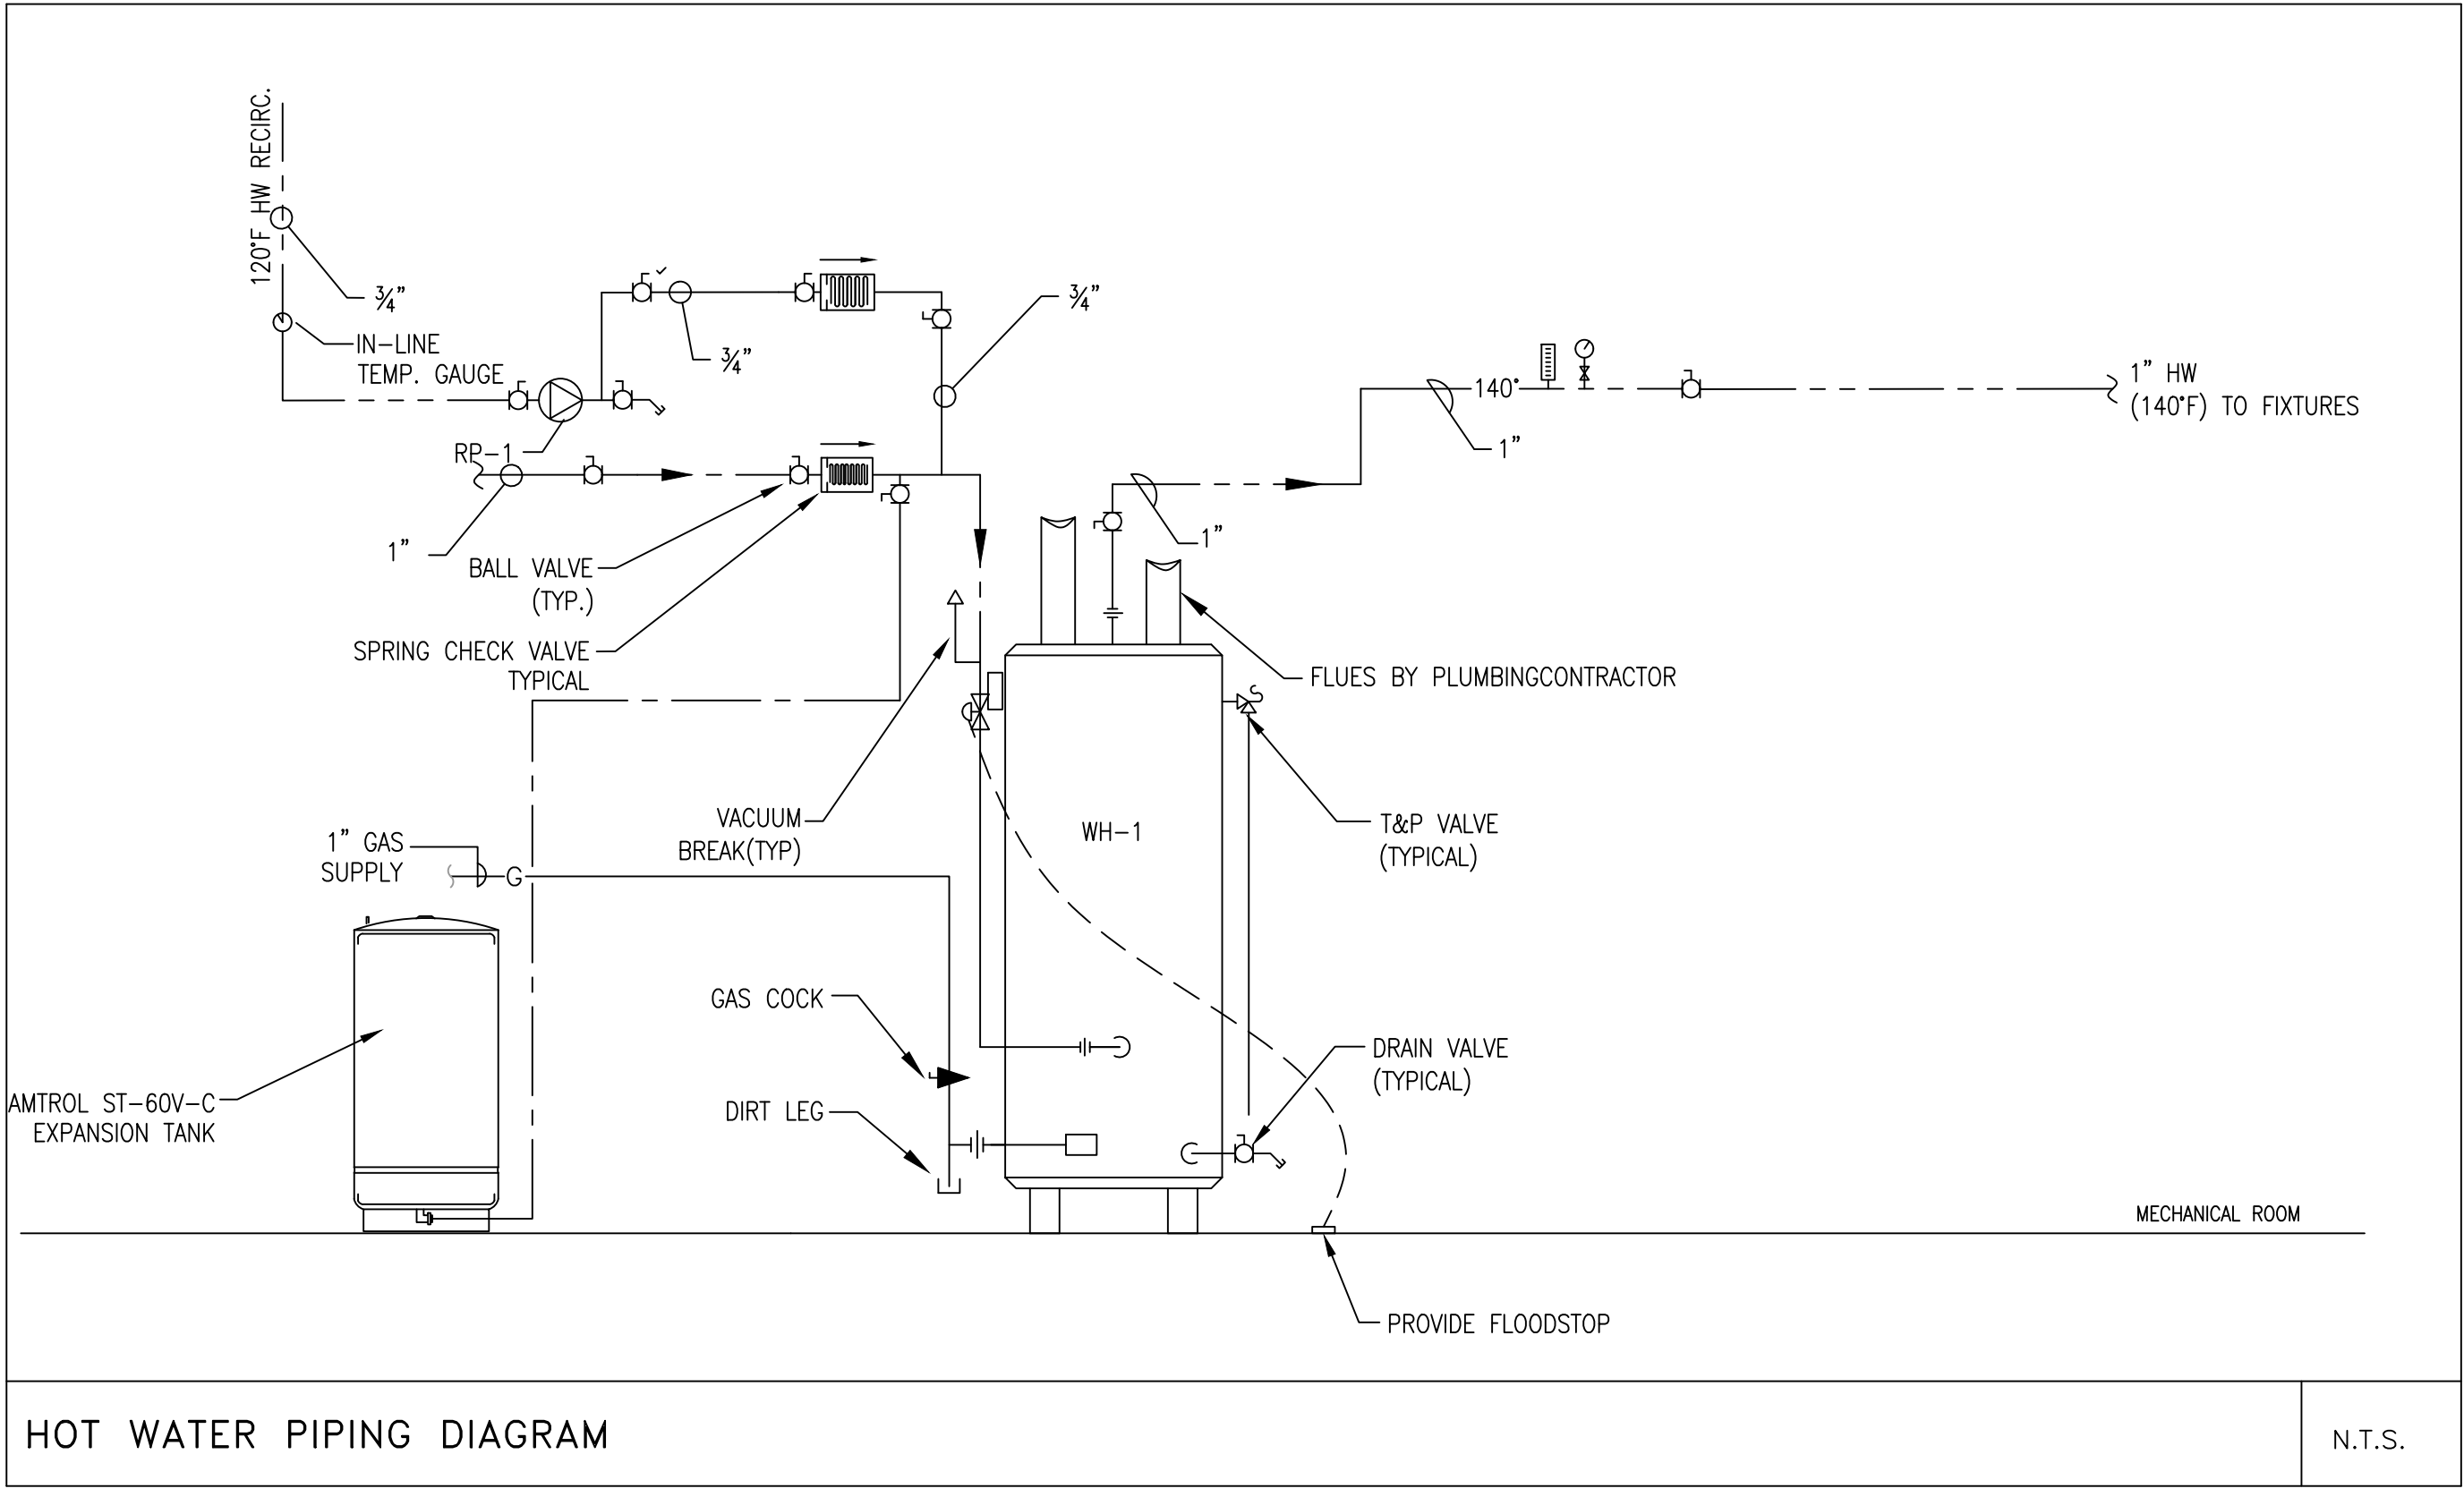 120°F HW RECIRC.
¾"
IN-LINE
TEMP. GAUGE
¾"
¾"
RP-1
1"
BALL VALVE
(TYP.)
SPRING CHECK VALVE
TYPICAL
140°
1"
1"
1" HW
(140°F) TO FIXTURES
FLUES BY PLUMBINGCONTRACTOR
VACUUM
BREAK(TYP)
WH-1
T&P VALVE
(TYPICAL)
1" GAS
SUPPLY
G
GAS COCK
DIRT LEG
DRAIN VALVE
(TYPICAL)
AMTROL ST-60V-C
EXPANSION TANK
MECHANICAL ROOM
PROVIDE FLOODSTOP
HOT WATER PIPING DIAGRAM
N.T.S.